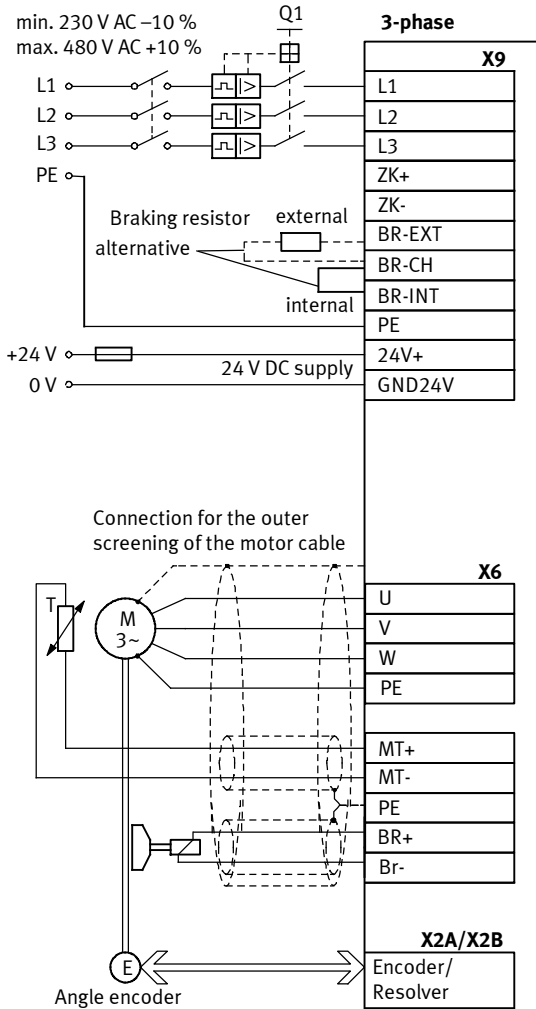 min. 230 V AC –10 %
max. 480 V AC +10 %
Q1
3-phase
X9
L1
L1
L2
L2
L3
L3
PE
ZK+
ZK-
Braking resistor
alternative
external
internal
BR-EXT
BR-CH
BR-INT
PE
+24 V
24 V DC supply
24V+
0 V
GND24V
Connection for the outer
screening of the motor cable
X6
T
M
3~
U
V
W
PE
MT+
MT-
PE
BR+
Br-
X2A/X2B
E
Encoder/
Resolver
Angle encoder